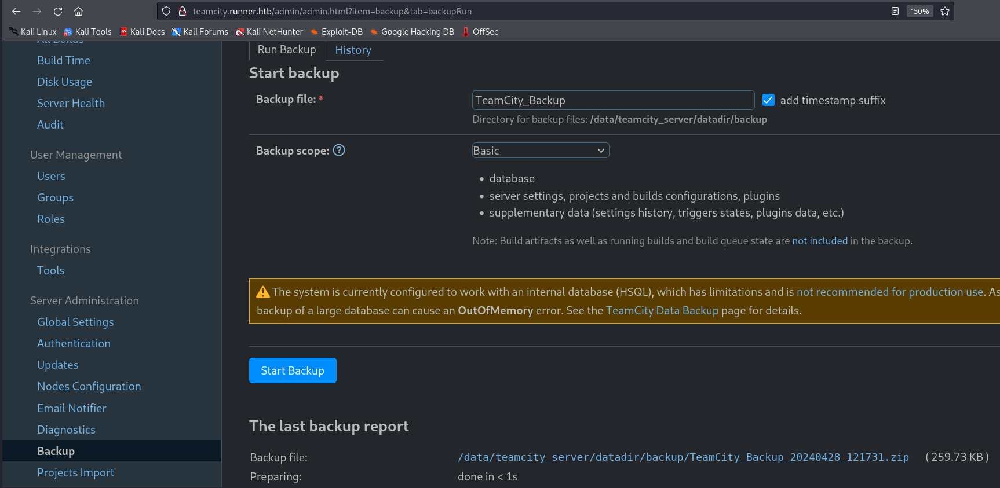 teamcity.runner.htb/admin/admin.html?item=backup&tab=backupRun 150%
Kali Linux Kali Tools Kali Docs Kali Forums Kali NetHunter Exploit-DB Google Hacking DB OffSec
All Builds
Build Time
Disk Usage
Server Health
Audit
User Management
Users
Groups
Roles
Integrations
Tools
Server Administration
Global Settings
Authentication
Updates
Nodes Configuration
Email Notifier
Diagnostics
Backup
Projects Import
Run Backup History
Start backup
Backup file: * TeamCity_Backup add timestamp suffix
Directory for backup files: /data/teamcity_server/datadir/backup
Backup scope: ? Basic
• database
• server settings, projects and builds configurations, plugins
• supplementary data (settings history, triggers states, plugins data, etc.)
Note: Build artifacts as well as running builds and build queue state are not included in the backup.
The system is currently configured to work with an internal database (HSQL), which has limitations and is not recommended for production use. As
backup of a large database can cause an OutOfMemory error. See the TeamCity Data Backup page for details.
Start Backup
The last backup report
Backup file: /data/teamcity_server/datadir/backup/TeamCity_Backup_20240428_121731.zip (259.73 KB)
Preparing: done in < 1s